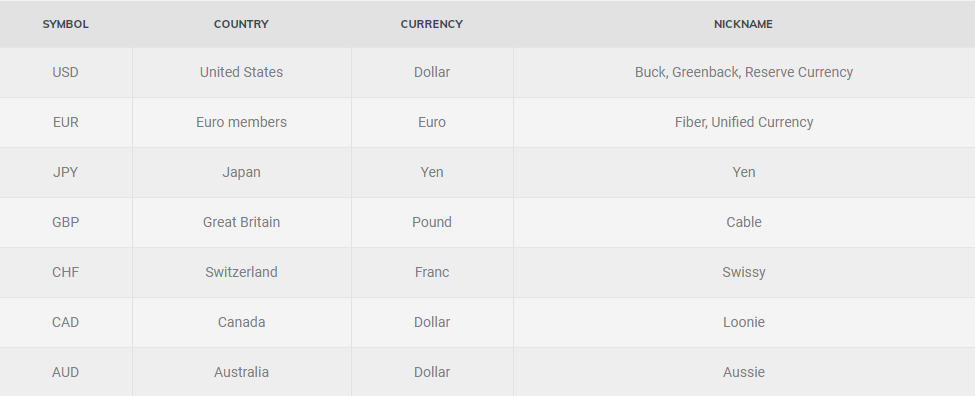 SYMBOL COUNTRY CURRENCY NICKNAME
USD United States Dollar Buck, Greenback, Reserve Currency
EUR Euro members Euro Fiber, Unified Currency
JPY Japan Yen Yen
GBP Great Britain Pound Cable
CHF Switzerland Franc Swissy
CAD Canada Dollar Loonie
AUD Australia Dollar Aussie